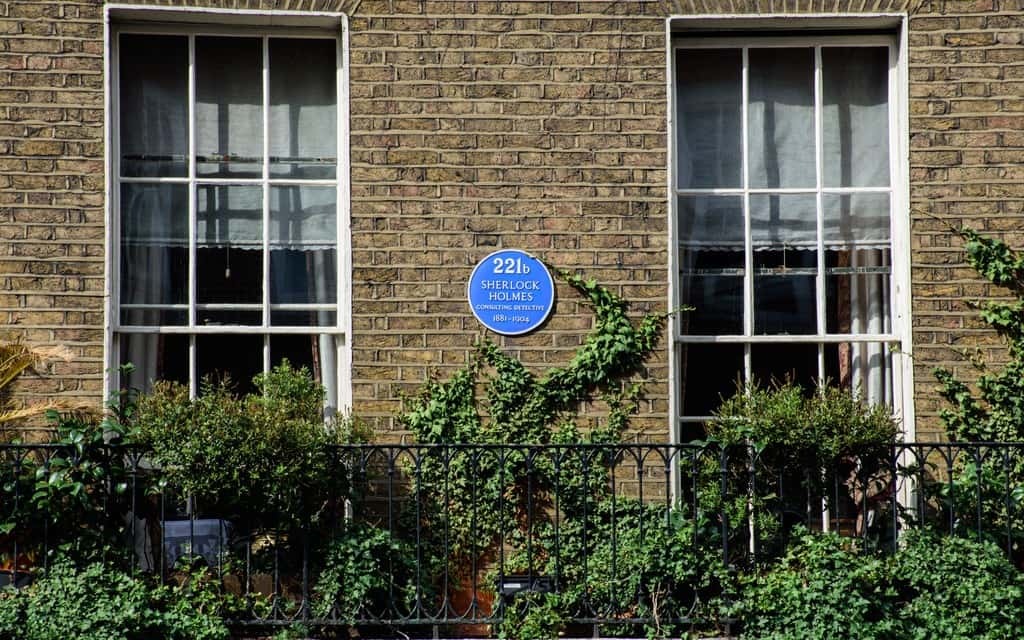 221b
SHERLOCK
HOLMES
CONSULTING DETECTIVE
1881-1904